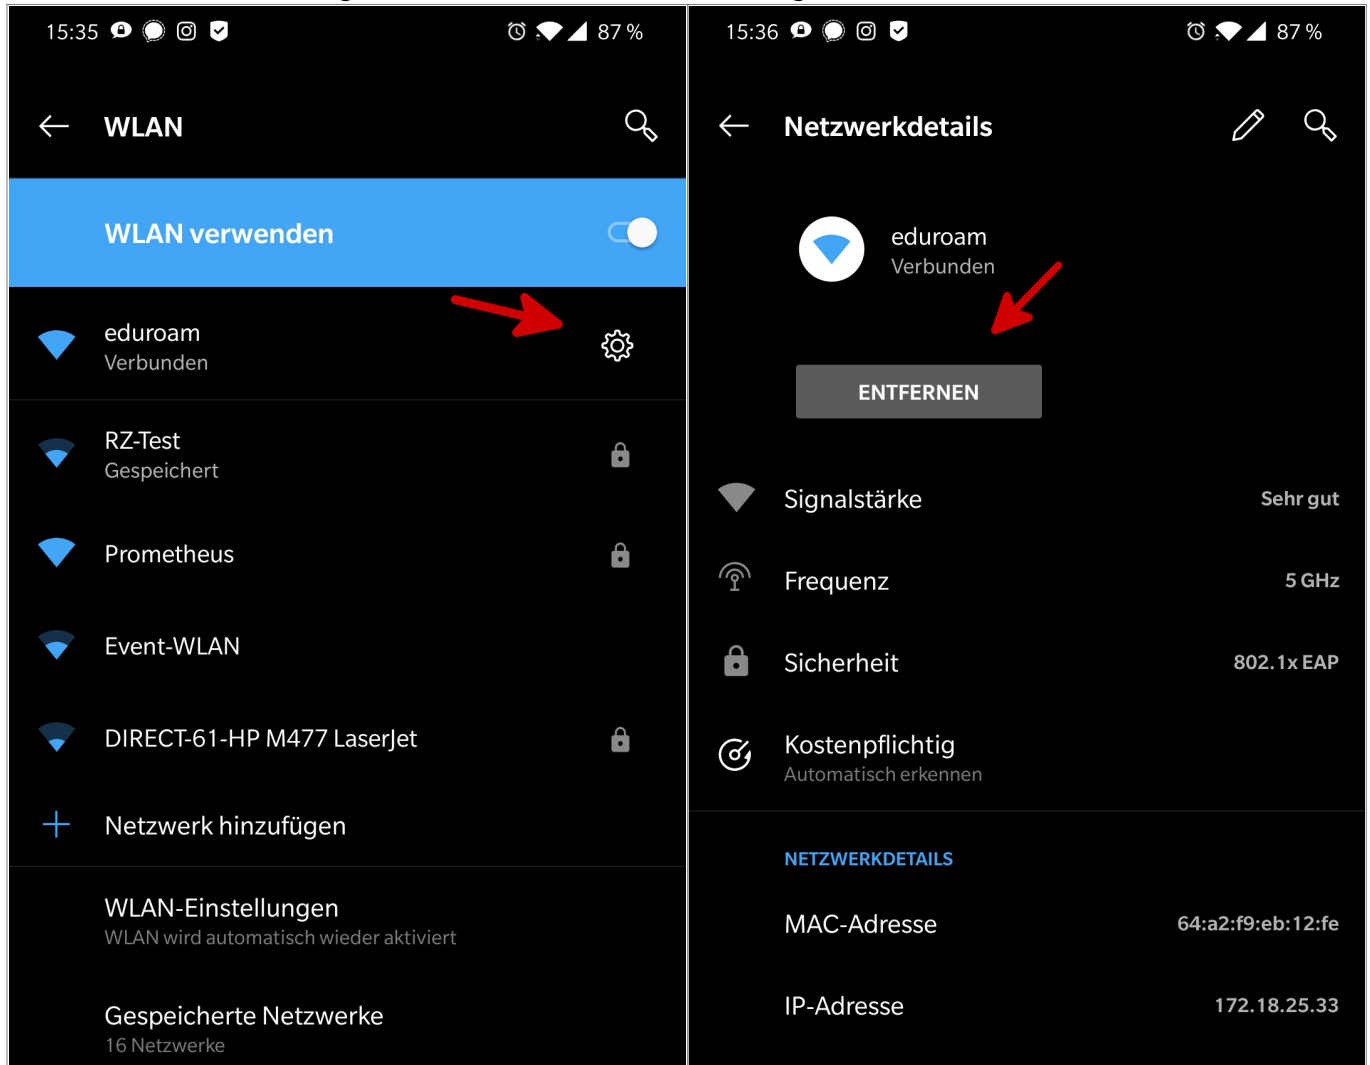 15:35
87 %
WLAN
WLAN verwenden
eduroam
Verbunden
RZ-Test
Gespeichert
Prometheus
Event-WLAN
DIRECT-61-HP M477 LaserJet
Netzwerk hinzufügen
WLAN-Einstellungen
WLAN wird automatisch wieder aktiviert
Gespeicherte Netzwerke
16 Netzwerke
15:36
87 %
Netzwerkdetails
eduroam
Verbunden
ENTFERNEN
Signalstärke
Sehr gut
Frequenz
5 GHz
Sicherheit
802.1x EAP
Kostenpflichtig
Automatisch erkennen
NETZWERKDETAILS
MAC-Adresse
64:a2:f9:eb:12:fe
IP-Adresse
172.18.25.33